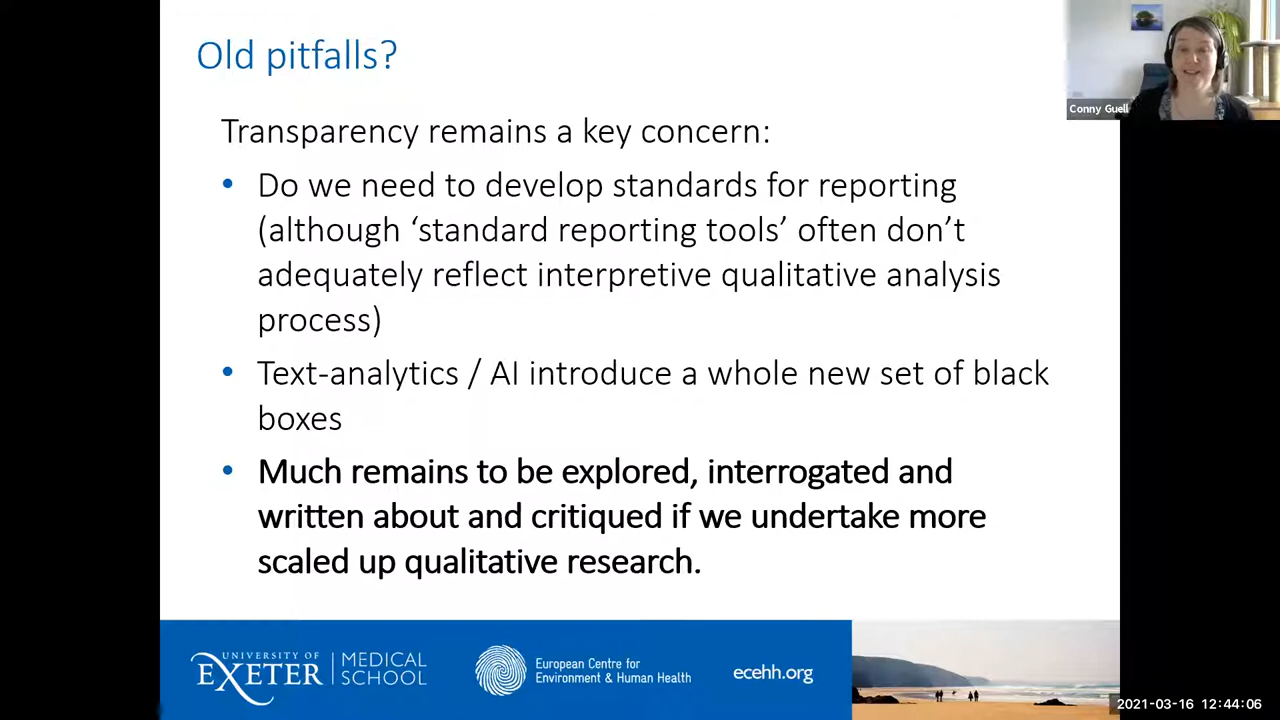 Old pitfalls?
Conny Guell
Transparency remains a key concern:
• Do we need to develop standards for reporting
(although ‘standard reporting tools’ often don’t
adequately reflect interpretive qualitative analysis
process)
• Text-analytics / AI introduce a whole new set of black
boxes
• Much remains to be explored, interrogated and
written about and critiqued if we undertake more
scaled up qualitative research.
UNIVERSITY OF
EXETER
MEDICAL
SCHOOL
European Centre for
Environment & Human Health
ecehh.org
2021-03-16 12:44:06